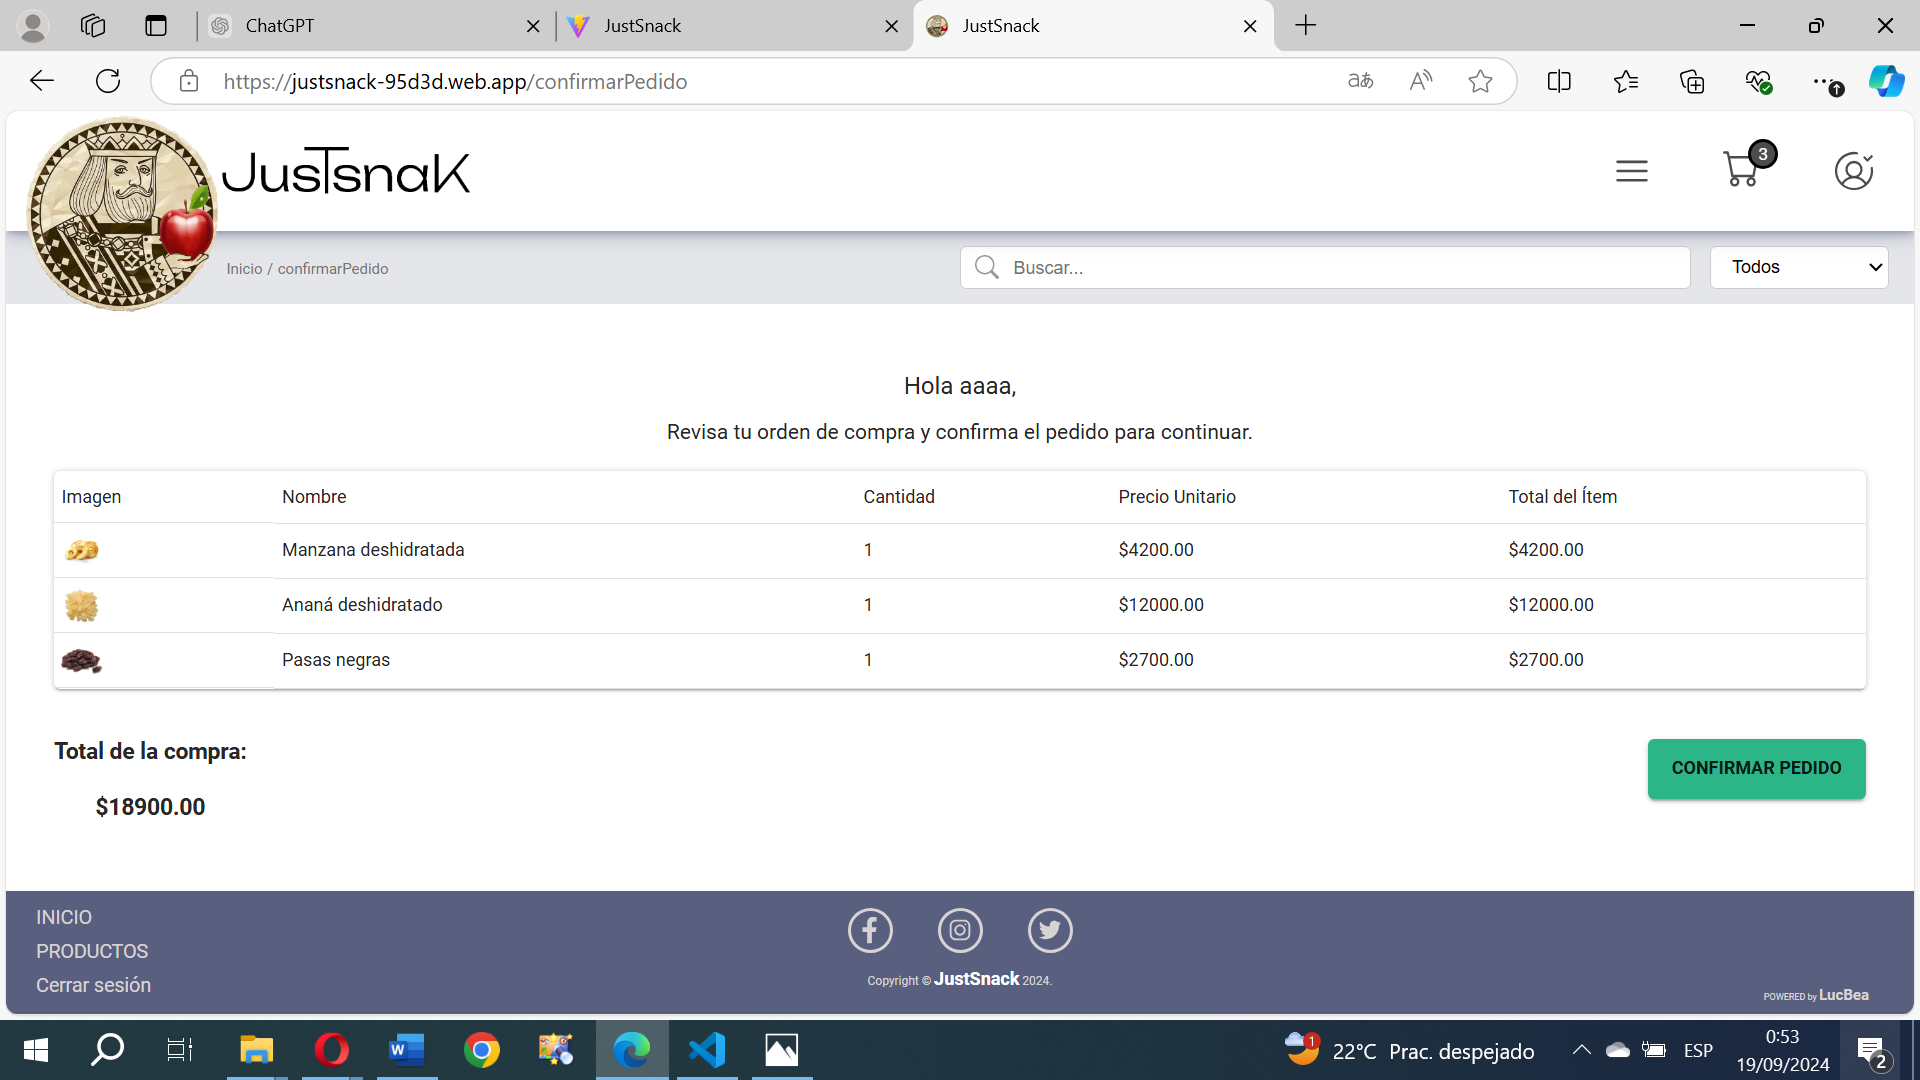 ChatGPT
JustSnack
JustSnack
https://justsnack-95d3d.web.app/confirmarPedido
JusTsnaK
3
Inicio / confirmarPedido
Buscar...
Todos
Hola aaaa,
Revisa tu orden de compra y confirma el pedido para continuar.
Imagen Nombre Cantidad Precio Unitario Total del Ítem
Manzana deshidratada 1 $4200.00 $4200.00
Ananá deshidratado 1 $12000.00 $12000.00
Pasas negras 1 $2700.00 $2700.00
Total de la compra:
$18900.00
CONFIRMAR PEDIDO
INICIO
PRODUCTOS
Cerrar sesión
Copyright © JustSnack 2024.
POWERED by LucBea
1
22°C Prac. despejado
ESP
0:53
19/09/2024
2